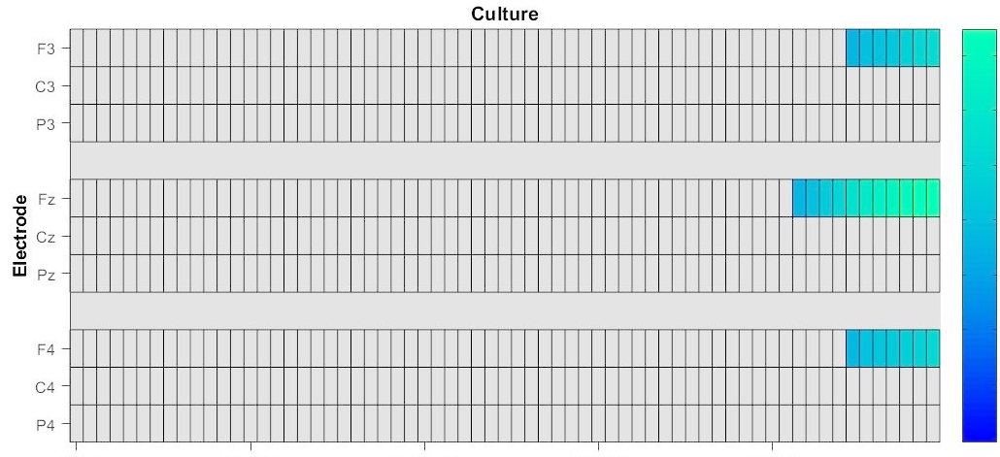 Culture
F3
C3
P3
Fz
Cz
Pz
F4
C4
P4
Electrode